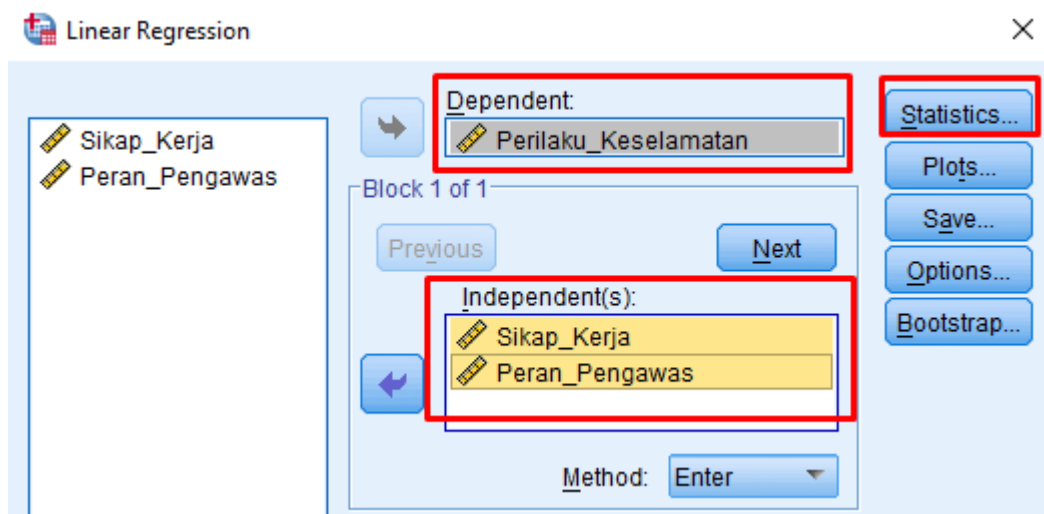 Linear Regression
Sikap_Kerja
Peran_Pengawas
Dependent:
Perilaku_Keselamatan
Block 1 of 1
Previous
Next
Independent(s):
Sikap_Kerja
Peran_Pengawas
Method:
Enter
Statistics...
Plots...
Save...
Options...
Bootstrap...